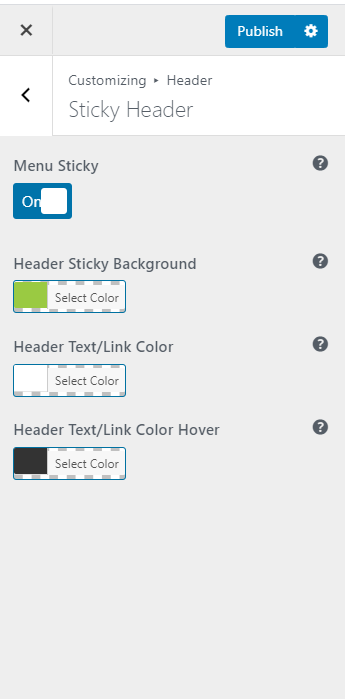 Publish
Customizing ▸ Header
Sticky Header
Menu Sticky
On
Header Sticky Background
Select Color
Header Text/Link Color
Select Color
Header Text/Link Color Hover
Select Color